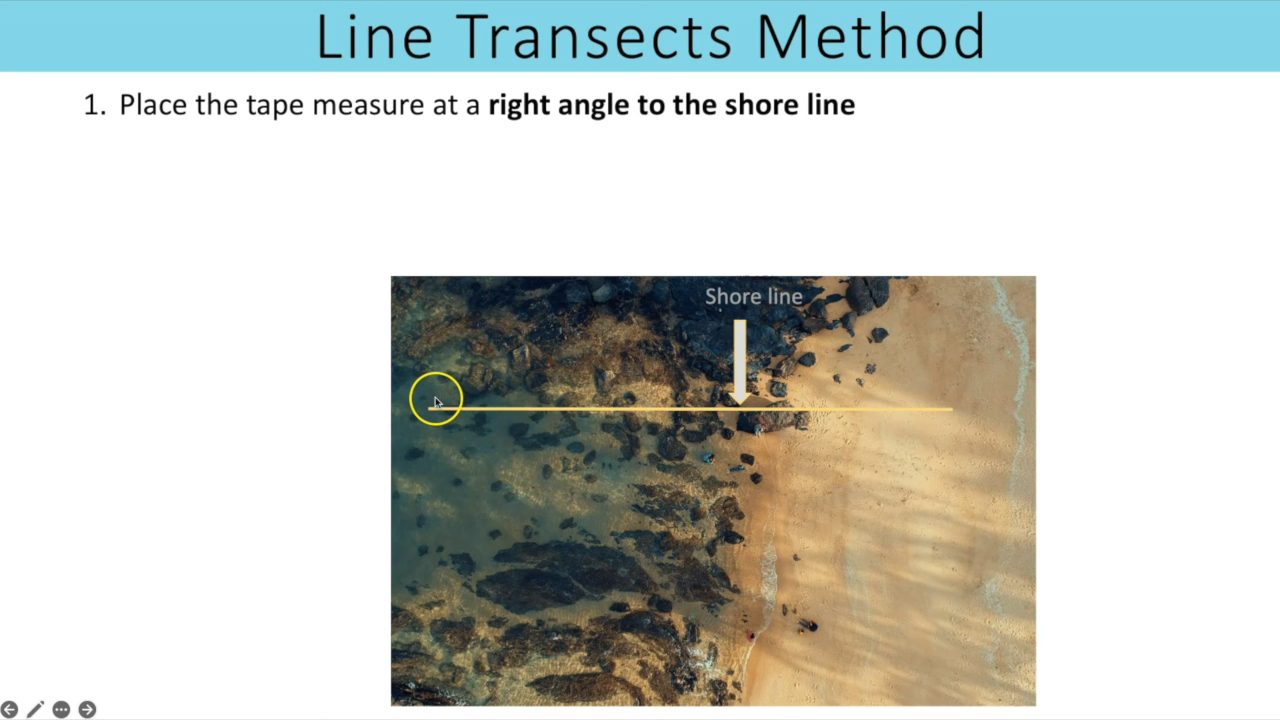 Line Transects Method
1. Place the tape measure at a right angle to the shore line
Shore line